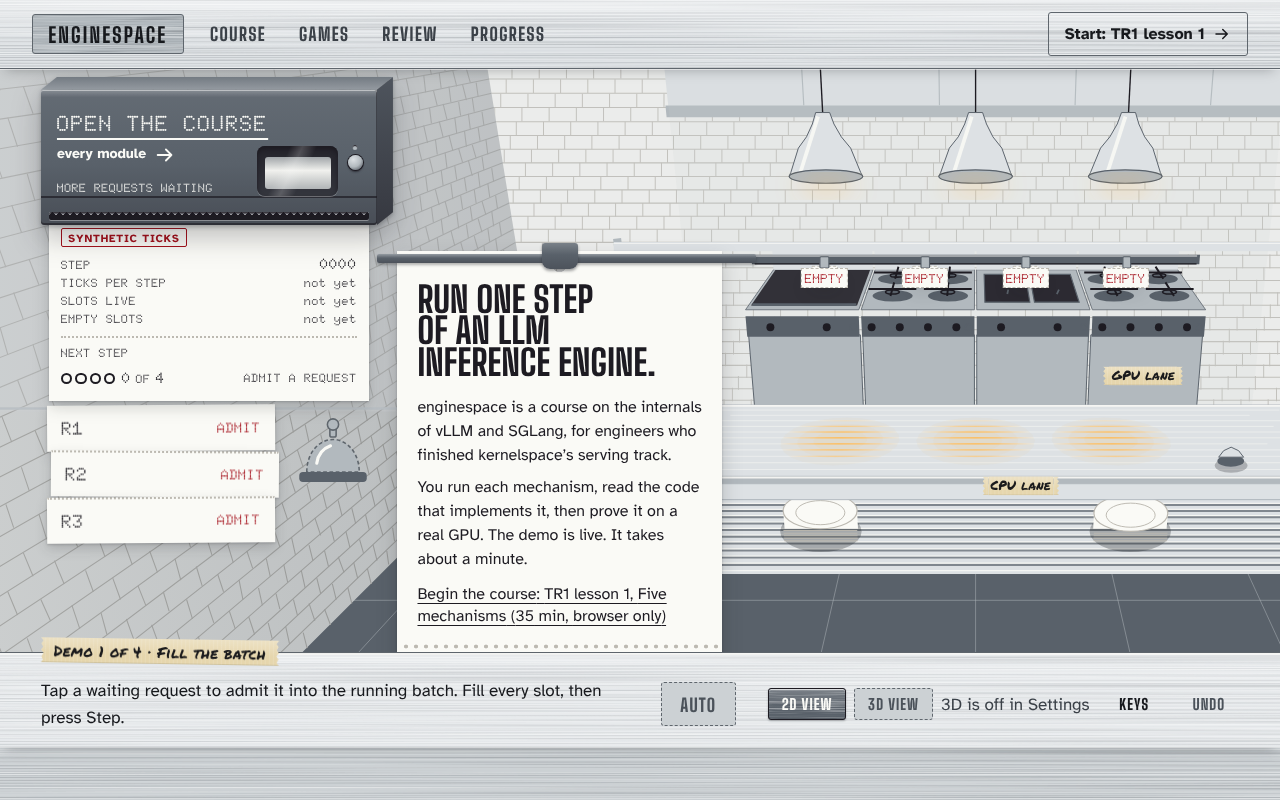 ENGINESPACE
COURSE
GAMES
REVIEW
PROGRESS
Start: TR1 lesson 1 →
OPEN THE COURSE
every module →
MORE REQUESTS WAITING
SYNTHETIC TICKS
STEP 0000
TICKS PER STEP not yet
SLOTS LIVE not yet
EMPTY SLOTS not yet
NEXT STEP
0 OF 4 ADMIT A REQUEST
R1 ADMIT
R2 ADMIT
R3 ADMIT
RUN ONE STEP
OF AN LLM
INFERENCE ENGINE.
enginespace is a course on the internals
of vLLM and SGLang, for engineers who
finished kernelspace's serving track.
You run each mechanism, read the code
that implements it, then prove it on a
real GPU. The demo is live. It takes
about a minute.
Begin the course: TR1 lesson 1, Five
mechanisms (35 min, browser only)
EMPTY
EMPTY
EMPTY
EMPTY
GPU LANE
CPU LANE
DEMO 1 OF 4 · FILL THE BATCH
Tap a waiting request to admit it into the running batch. Fill every slot, then
press Step.
AUTO
2D VIEW
3D VIEW
3D is off in Settings
KEYS
UNDO